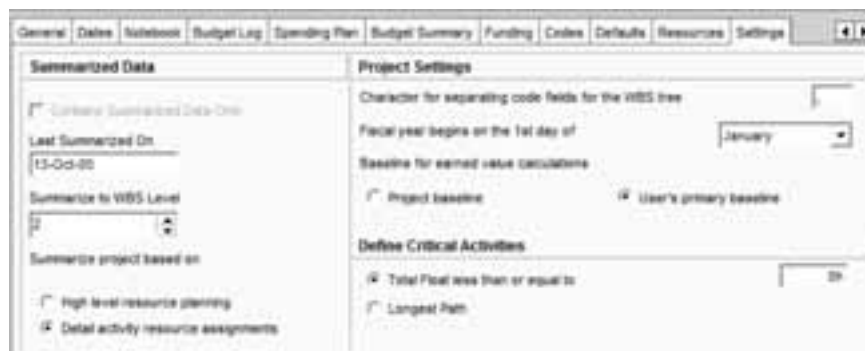 General Dates Notebook Budget Log Spending Plan Budget Summary Funding Codes Defaults Resources Settings
Summarized Data
Contains Summarized Data Only
Last Summarized On
13-Oct-05
Summarize to WBS Level
2
Summarize project based on
High level resource planning
Detail activity resource assignments
Project Settings
Character for separating code fields for the WBS tree
Fiscal year begins on the 1st day of
January
Baseline for earned value calculations
Project baseline
User's primary baseline
Define Critical Activities
Total Float less than or equal to
Longest Path